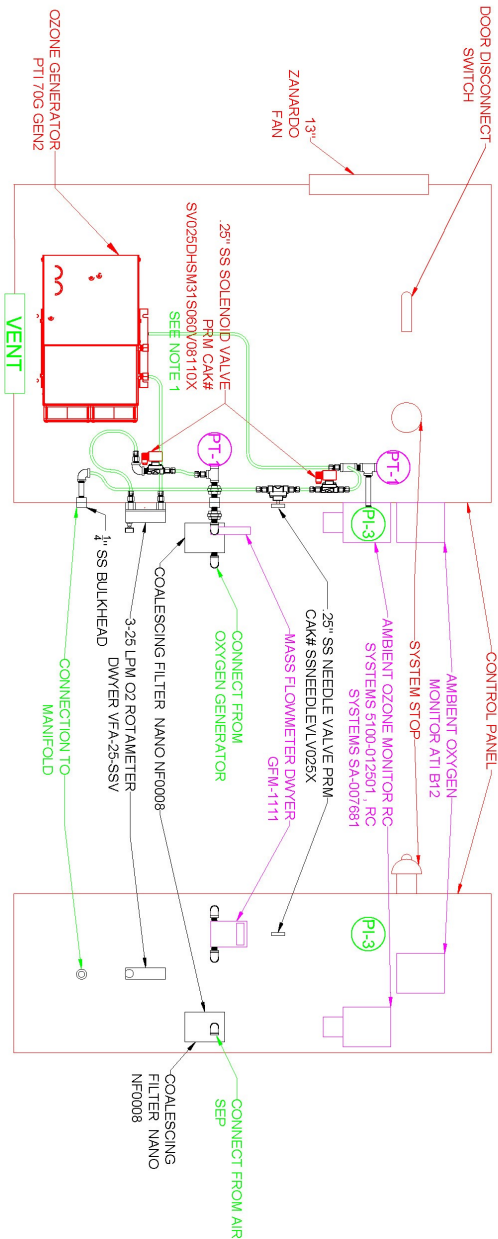 DOOR DISCONNECT
SWITCH
13"
ZANARDO
FAN
OZONE GENERATOR
PTI 70G GEN2
VENT
.25" SS SOLENOID VALVE
PRM CAK#
SV025DHSM31S060V08110X
SEE NOTE 1
PT-1
PT-1
PI-3
CONTROL PANEL
AMBIENT OXYGEN
MONITOR ATI B12
SYSTEM STOP
AMBIENT OZONE MONITOR RC
SYSTEMS 5100-012501 , RC
SYSTEMS SA-007681
.25" SS NEEDLE VALVE PRM
CAK# SSNEEDLEVLV025X
MASS FLOWMETER DWYER
GFM-1111
CONNECT FROM
OXYGEN GENERATOR
COALESCING FILTER NANO NF0008
3-25 LPM O2 ROTAMETER
DWYER VFA-25-SSV
1/4" SS BULKHEAD
CONNECTION TO
MANIFOLD
PI-3
CONNECT FROM AIR
SEP
COALESCING
FILTER NANO
NF0008